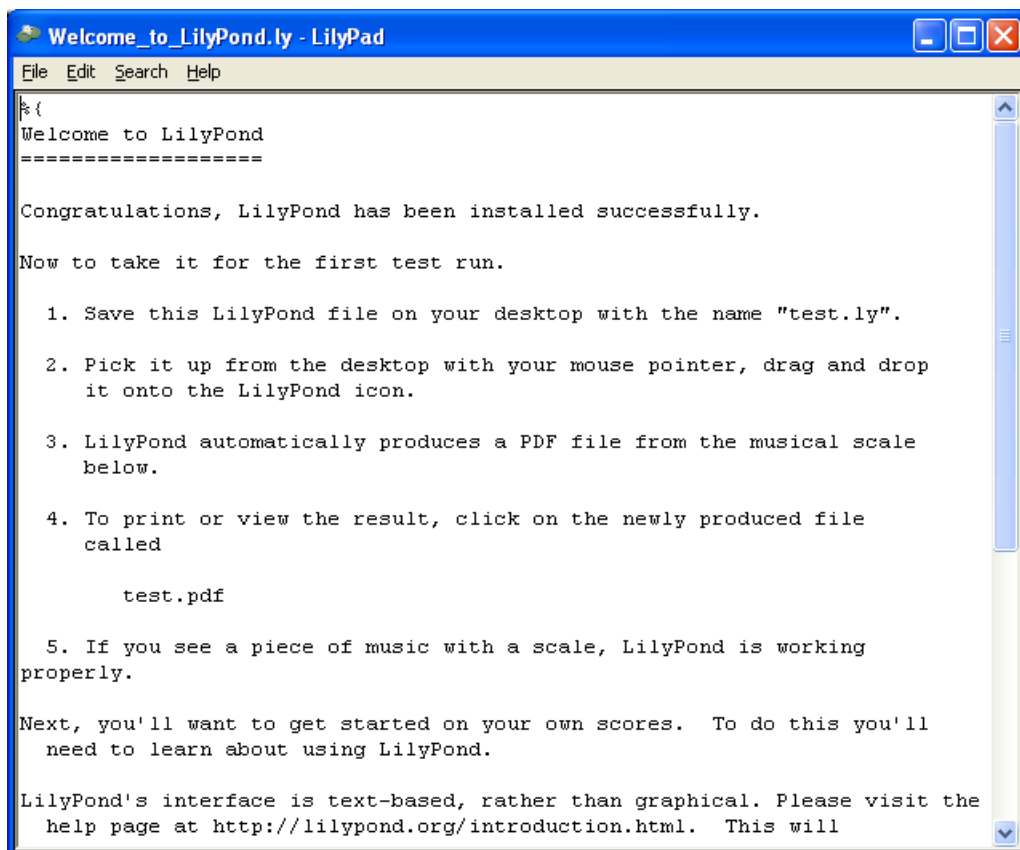 Welcome_to_LilyPond.ly - LilyPad
File Edit Search Help
%{
Welcome to LilyPond
===================
Congratulations, LilyPond has been installed successfully.
Now to take it for the first test run.
1. Save this LilyPond file on your desktop with the name "test.ly".
2. Pick it up from the desktop with your mouse pointer, drag and drop
it onto the LilyPond icon.
3. LilyPond automatically produces a PDF file from the musical scale
below.
4. To print or view the result, click on the newly produced file
called
test.pdf
5. If you see a piece of music with a scale, LilyPond is working
properly.
Next, you'll want to get started on your own scores.  To do this you'll
need to learn about using LilyPond.
LilyPond's interface is text-based, rather than graphical. Please visit the
help page at http://lilypond.org/introduction.html.  This will